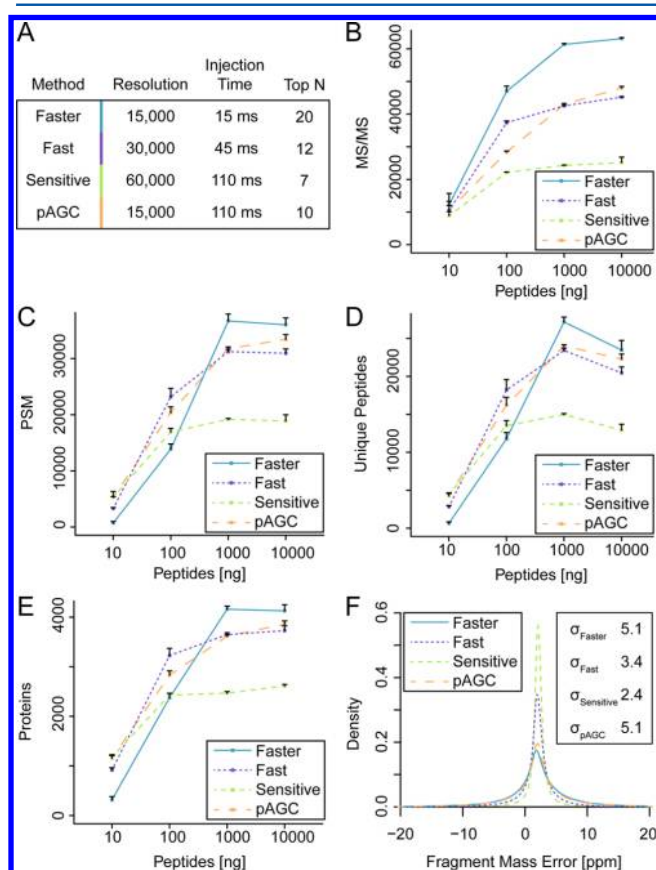 A
Method Resolution Injection Time Top N
Faster 15,000 15 ms 20
Fast 30,000 45 ms 12
Sensitive 60,000 110 ms 7
pAGC 15,000 110 ms 10
B
MS/MS
60000
40000
20000
0
10 100 1000 10000
Peptides [ng]
Faster
Fast
Sensitive
pAGC
C
PSM
30000
20000
10000
0
10 100 1000 10000
Peptides [ng]
Faster
Fast
Sensitive
pAGC
D
Unique Peptides
20000
10000
0
10 100 1000 10000
Peptides [ng]
Faster
Fast
Sensitive
pAGC
E
Proteins
4000
2000
0
10 100 1000 10000
Peptides [ng]
Faster
Fast
Sensitive
pAGC
F
Density
0.6
0.4
0.2
0.0
−20 −10 0 10 20
Fragment Mass Error [ppm]
Faster
Fast
Sensitive
pAGC
σFaster 5.1
σFast 3.4
σSensitive 2.4
σpAGC 5.1